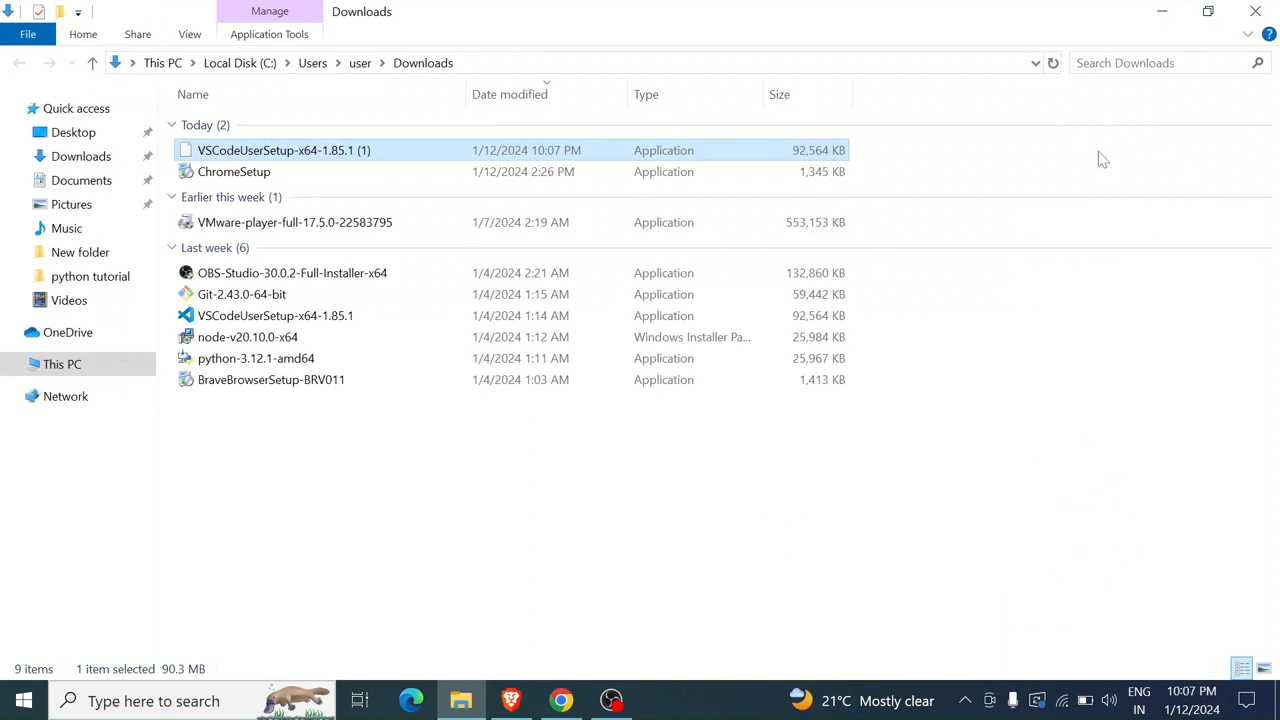 Manage
Downloads
File
Home
Share
View
Application Tools
This PC
Local Disk (C:)
Users
user
Downloads
Search Downloads
Name
Date modified
Type
Size
Quick access
Desktop
Downloads
Documents
Pictures
Music
New folder
python tutorial
Videos
OneDrive
This PC
Network
Today (2)
VSCodeUserSetup-x64-1.85.1 (1) 1/12/2024 10:07 PM Application 92,564 KB
ChromeSetup 1/12/2024 2:26 PM Application 1,345 KB
Earlier this week (1)
VMware-player-full-17.5.0-22583795 1/7/2024 2:19 AM Application 553,153 KB
Last week (6)
OBS-Studio-30.0.2-Full-Installer-x64 1/4/2024 2:21 AM Application 132,860 KB
Git-2.43.0-64-bit 1/4/2024 1:15 AM Application 59,442 KB
VSCodeUserSetup-x64-1.85.1 1/4/2024 1:14 AM Application 92,564 KB
node-v20.10.0-x64 1/4/2024 1:12 AM Windows Installer Pa... 25,984 KB
python-3.12.1-amd64 1/4/2024 1:11 AM Application 25,967 KB
BraveBrowserSetup-BRV011 1/4/2024 1:03 AM Application 1,413 KB
9 items 1 item selected 90.3 MB
Type here to search
21°C Mostly clear
ENG
IN
10:07 PM
1/12/2024